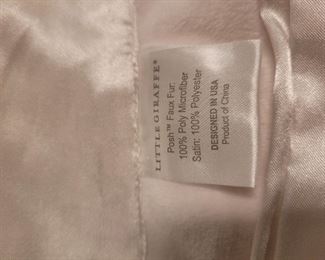 LITTLE GIRAFFE®
Posh™ Faux Fur:
100% Poly Microfiber
Satin: 100% Polyester
DESIGNED IN USA
Product of China